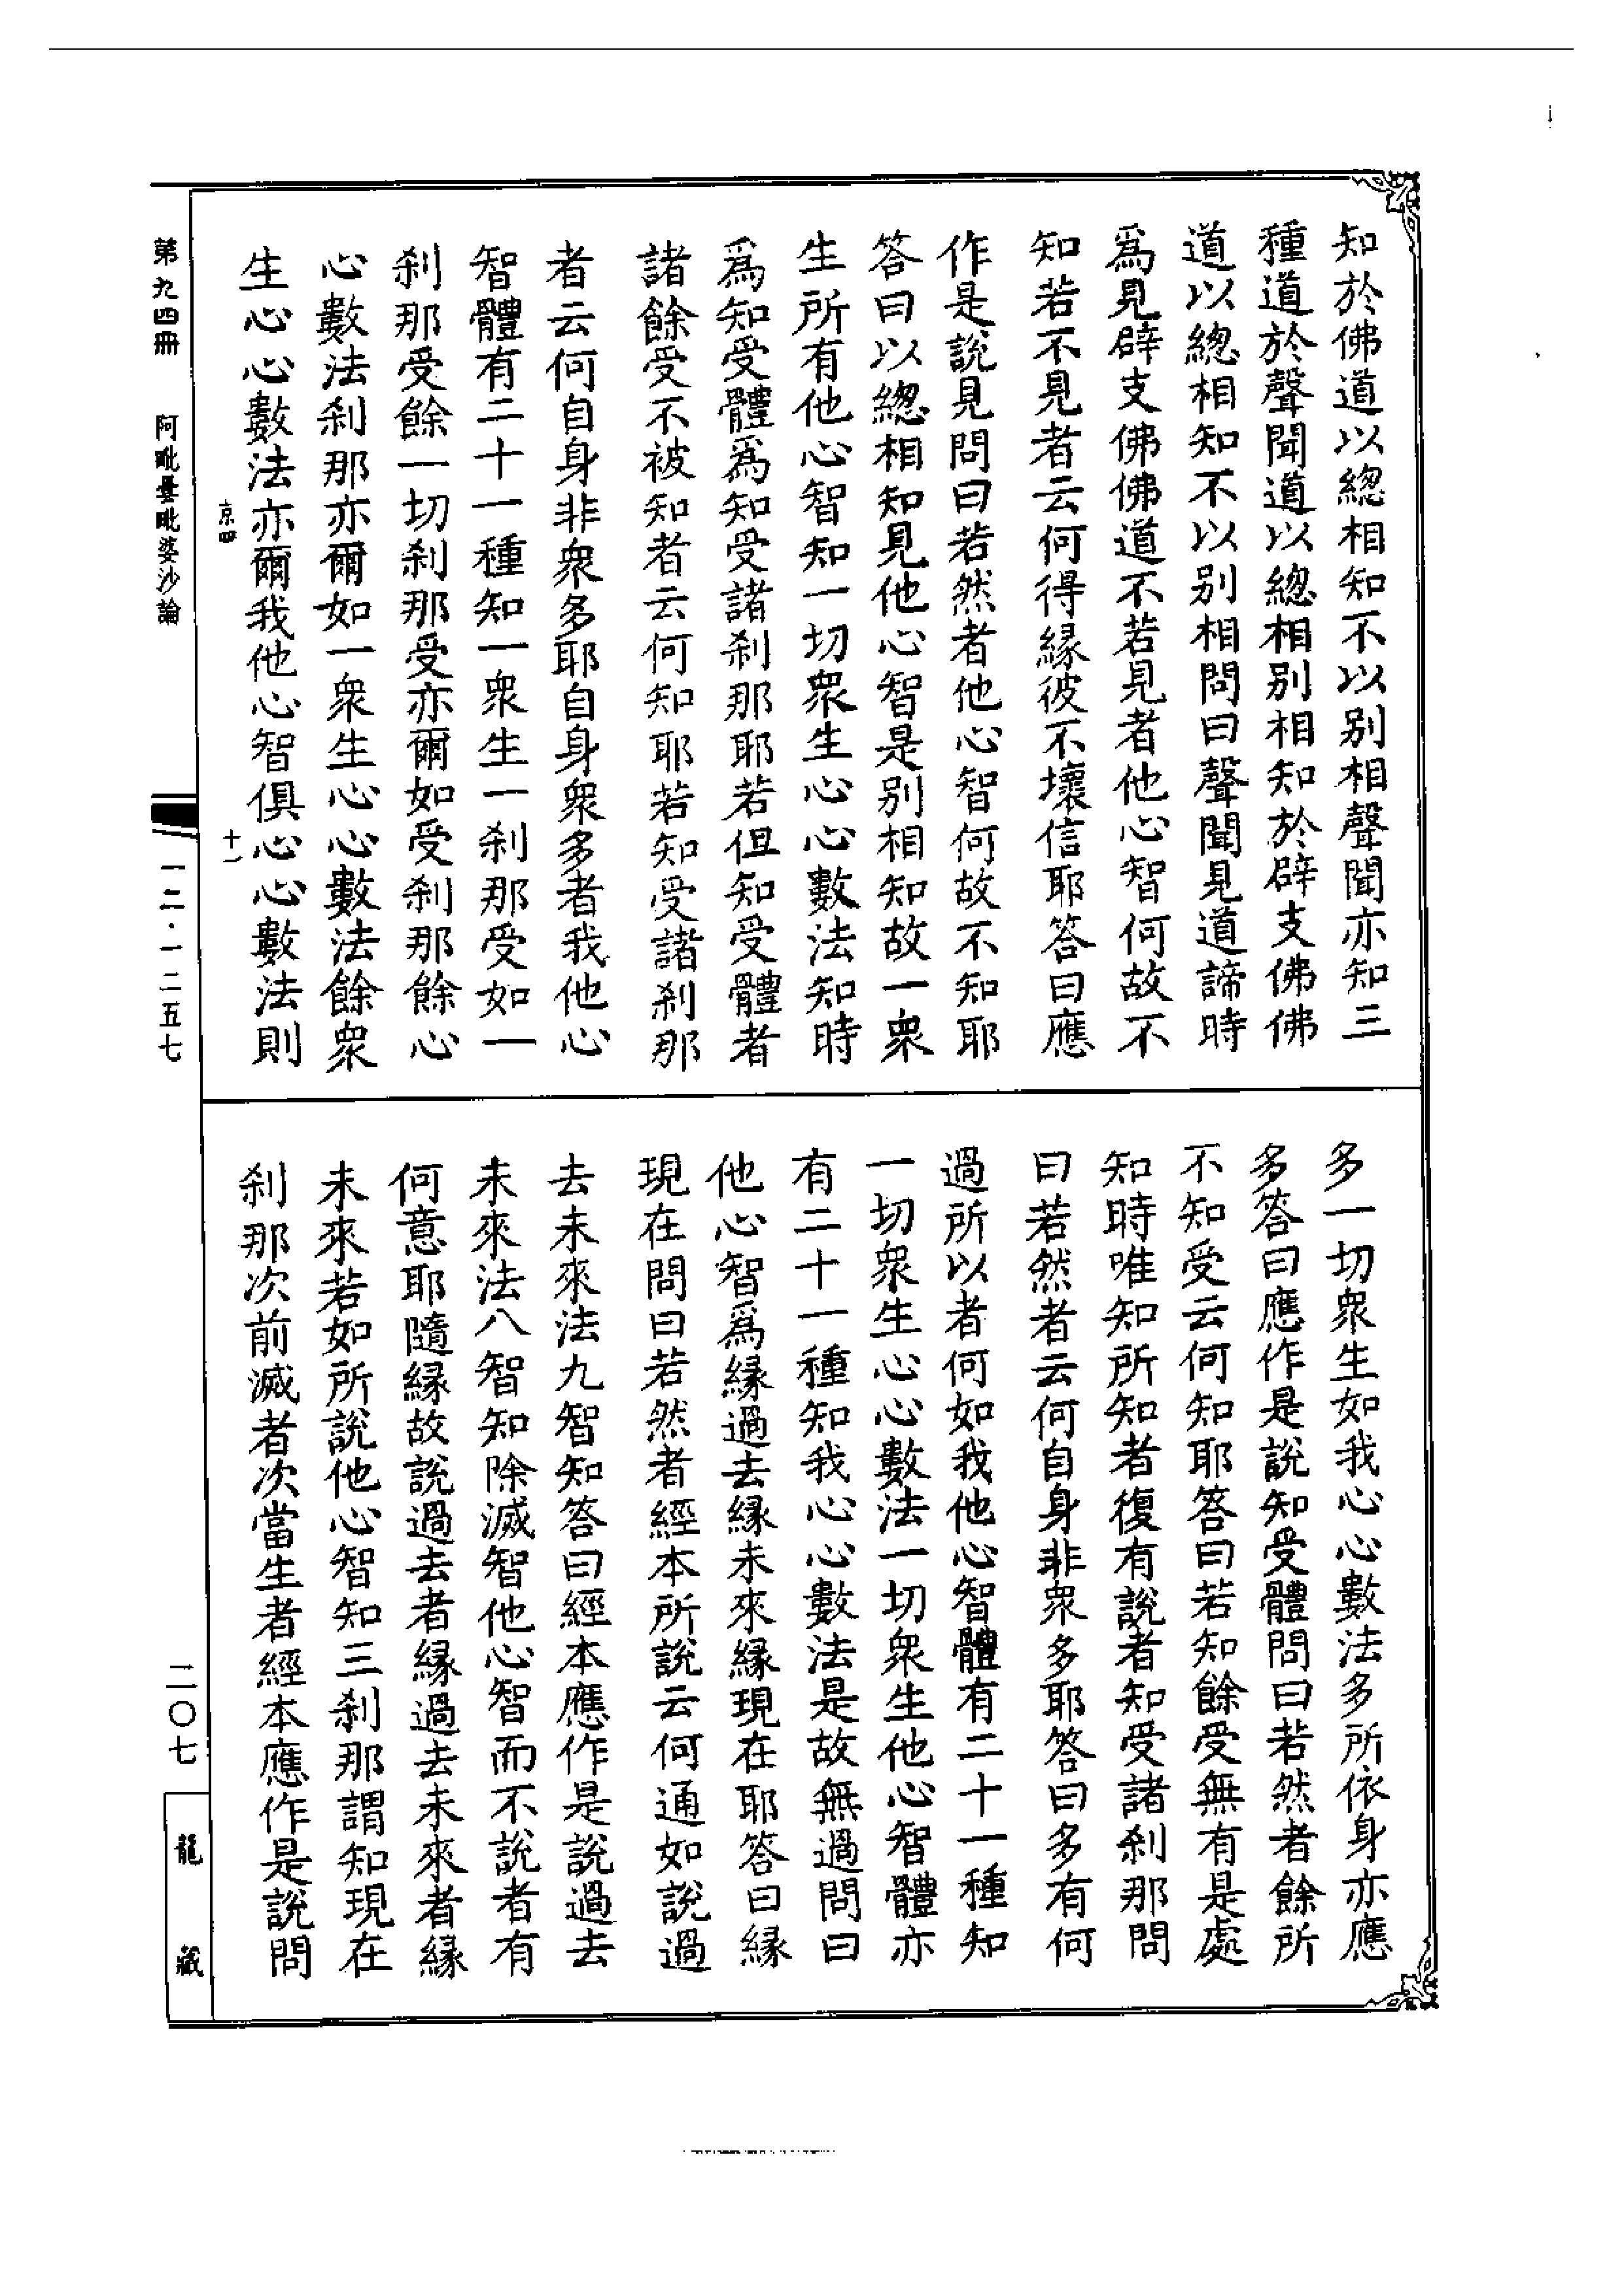 知於佛道以總相知不以别相聲聞亦知三
種道於聲聞道以總相别相知於辟支佛佛
道以總相知不以别相問曰聲聞見道諦時
爲見辟支佛佛道不若見者他心智何故不
知若不見者云何得縁彼不壞信耶答曰應
作是說見問曰若然者他心智何故不知耶
答曰以總相知見他心智是别相知故一衆
生所有他心智知一切衆生心心數法知時
爲知受體爲知受諸刹那耶若但知受體者
諸餘受不被知者云何知耶若知受諸刹那
者云何自身非衆多耶自身衆多者我他心
智體有二十一種知一衆生一刹那受如一
刹那受餘一切刹那受亦爾如受刹那餘心
心數法刹那亦爾如一衆生心心數法餘衆
生心心數法亦爾我他心智俱心心數法則
多一切衆生如我心心數法多所依身亦應
多答曰應作是說知受體問曰若然者餘所
不知受云何知耶答曰若知餘受無有是處
知時唯知所知者復有說者知受諸刹那問
曰若然者云何自身非衆多耶答曰多有何
過所以者何如我他心智體有二十一種知
一切衆生心心數法一切衆生他心智體亦
有二十一種知我心心數法是故無過問曰
他心智爲縁過去縁未來縁現在耶答曰縁
現在問曰若然者經本所說云何通如說過
去未來法九智知答曰經本應作是說過去
未來法八智知除滅智他心智而不說者有
何意耶隨縁故說過去者縁過去未來者縁
未來若如所說他心智知三刹那謂知現在
刹那次前滅者次當生者經本應作是說問
京四
十一
第九四冊
阿毗曇毗婆沙論
一二·一二五七
二〇七
龍藏